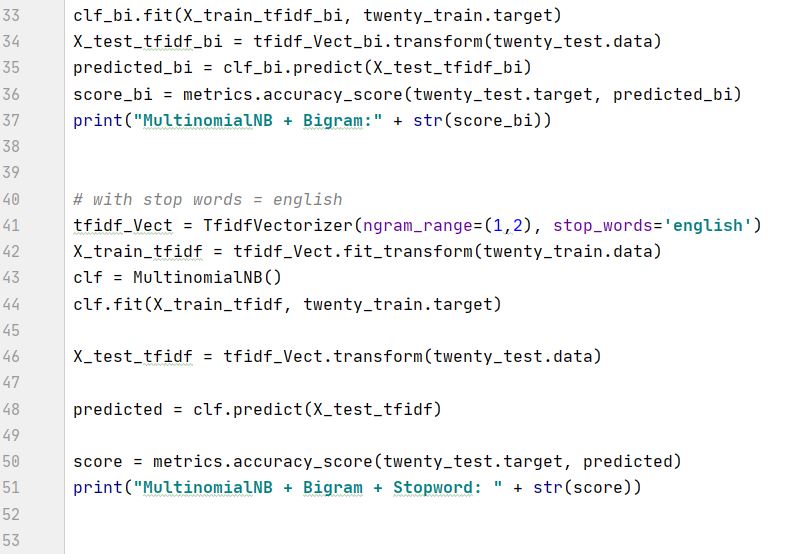 33 clf_bi.fit(X_train_tfidf_bi, twenty_train.target)
34 X_test_tfidf_bi = tfidf_Vect_bi.transform(twenty_test.data)
35 predicted_bi = clf_bi.predict(X_test_tfidf_bi)
36 score_bi = metrics.accuracy_score(twenty_test.target, predicted_bi)
37 print("MultinomialNB + Bigram:" + str(score_bi))
38
39
40 # with stop words = english
41 tfidf_Vect = TfidfVectorizer(ngram_range=(1,2), stop_words='english')
42 X_train_tfidf = tfidf_Vect.fit_transform(twenty_train.data)
43 clf = MultinomialNB()
44 clf.fit(X_train_tfidf, twenty_train.target)
45
46 X_test_tfidf = tfidf_Vect.transform(twenty_test.data)
47
48 predicted = clf.predict(X_test_tfidf)
49
50 score = metrics.accuracy_score(twenty_test.target, predicted)
51 print("MultinomialNB + Bigram + Stopword: " + str(score))
52
53